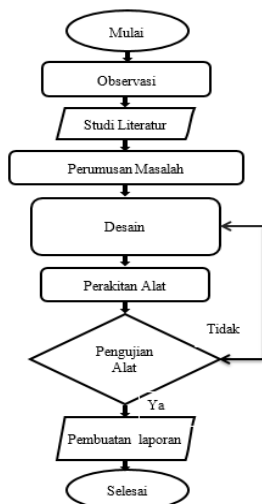 Mulai
Observasi
Studi Literatur
Perumusan Masalah
Desain
Perakitan Alat
Tidak
Pengujian
Alat
Ya
Pembuatan laporan
Selesai